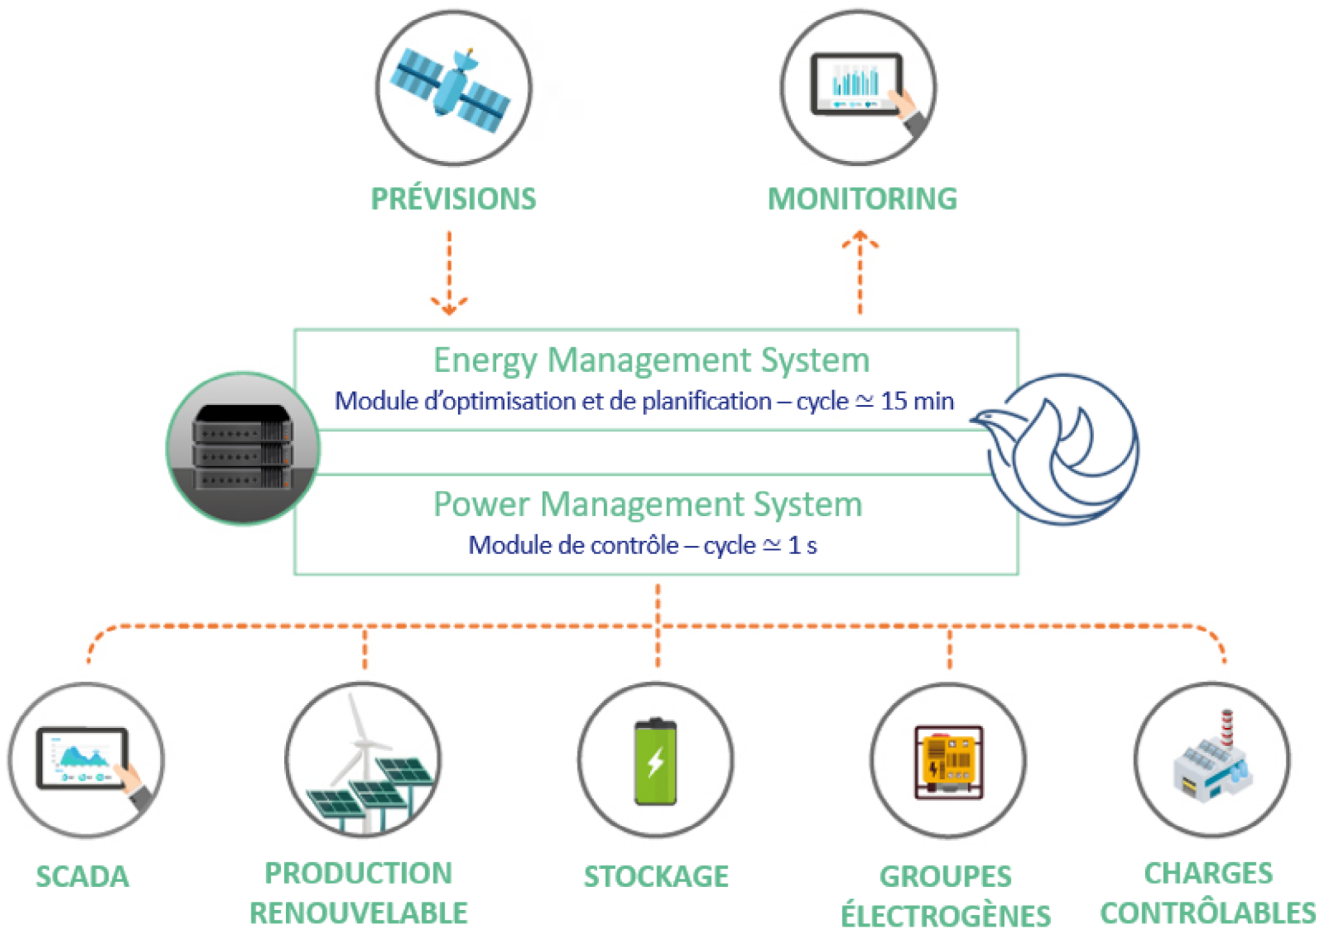 PRÉVISIONS
MONITORING
Energy Management System
Module d’optimisation et de planification – cycle ≃ 15 min
Power Management System
Module de contrôle – cycle ≃ 1 s
SCADA
PRODUCTION
RENOUVELABLE
STOCKAGE
GROUPES
ÉLECTROGÈNES
CHARGES
CONTRÔLABLES